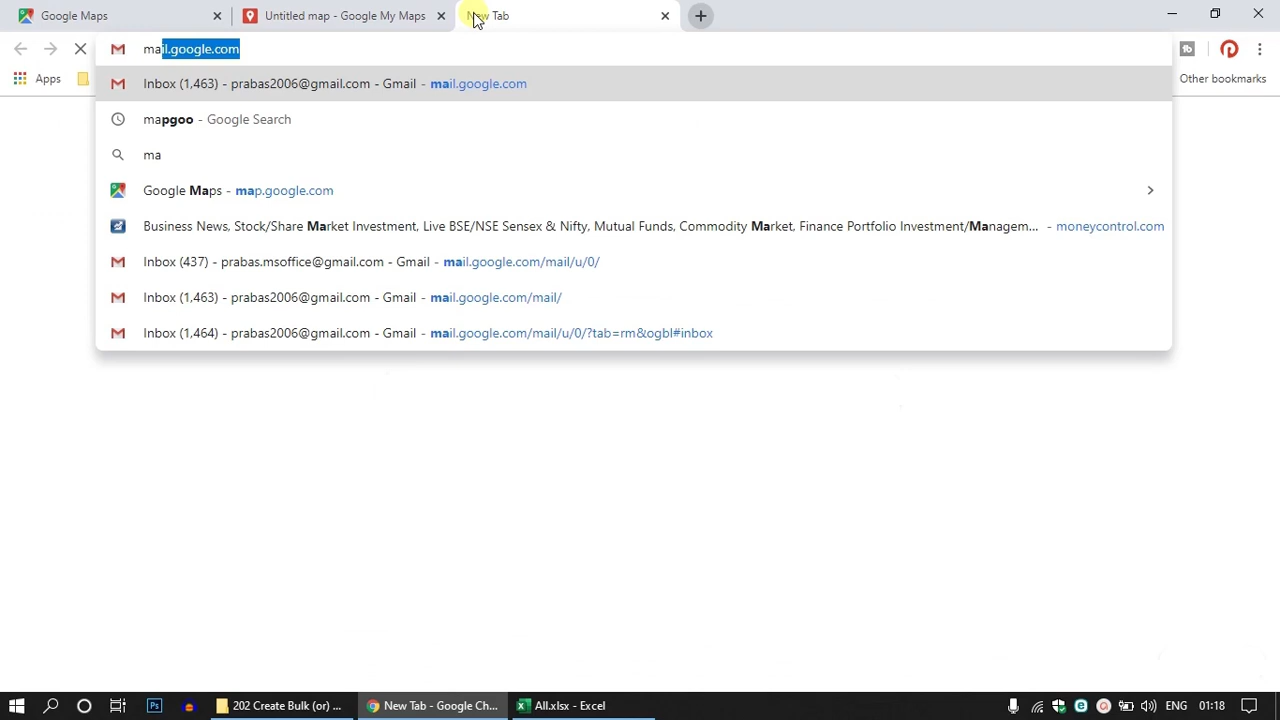 Google Maps
Untitled map - Google My Maps
New Tab
mail.google.com
Apps
Other bookmarks
Inbox (1,463) - prabas2006@gmail.com - Gmail - mail.google.com
mapgoo - Google Search
ma
Google Maps - map.google.com
Business News, Stock/Share Market Investment, Live BSE/NSE Sensex & Nifty, Mutual Funds, Commodity Market, Finance Portfolio Investment/Managem... - moneycontrol.com
Inbox (437) - prabas.msoffice@gmail.com - Gmail - mail.google.com/mail/u/0/
Inbox (1,463) - prabas2006@gmail.com - Gmail - mail.google.com/mail/
Inbox (1,464) - prabas2006@gmail.com - Gmail - mail.google.com/mail/u/0/?tab=rm&ogbl#inbox
Ps
202 Create Bulk (or) ...
New Tab - Google Ch...
All.xlsx - Excel
ENG
01:18